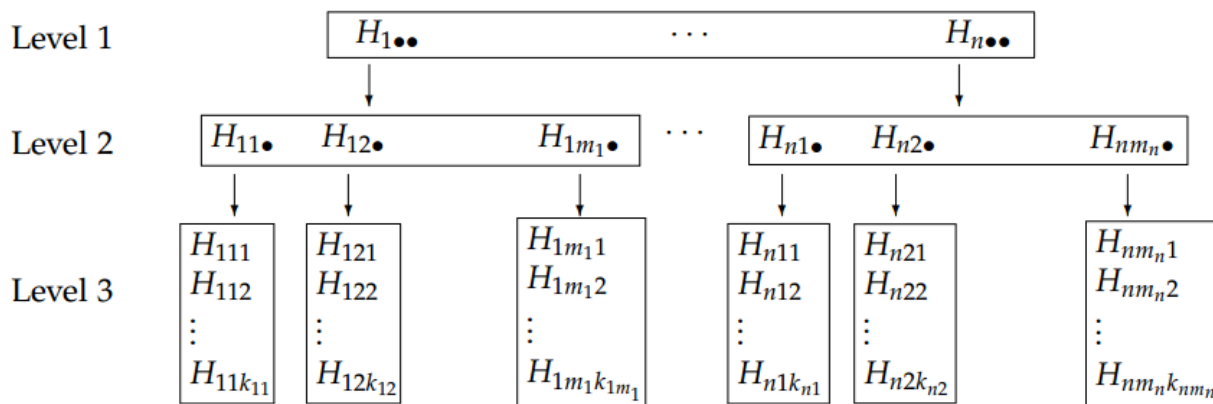 Level 1 H₁●● ··· Hₙ●●
Level 2 H₁₁● H₁₂● H₁ₘ₁● ··· Hₙ₁● Hₙ₂● Hₙₘₙ●
Level 3
H₁₁₁ H₁₂₁ H₁ₘ₁₁ Hₙ₁₁ Hₙ₂₁ Hₙₘₙ₁
H₁₁₂ H₁₂₂ H₁ₘ₁₂ Hₙ₁₂ Hₙ₂₂ Hₙₘₙ₂
⋮ ⋮ ⋮ ⋮ ⋮ ⋮
H₁₁ₖ₁₁ H₁₂ₖ₁₂ H₁ₘ₁ₖ₁ₘ₁ Hₙ₁ₖₙ₁ Hₙ₂ₖₙ₂ Hₙₘₙₖₙₘₙ